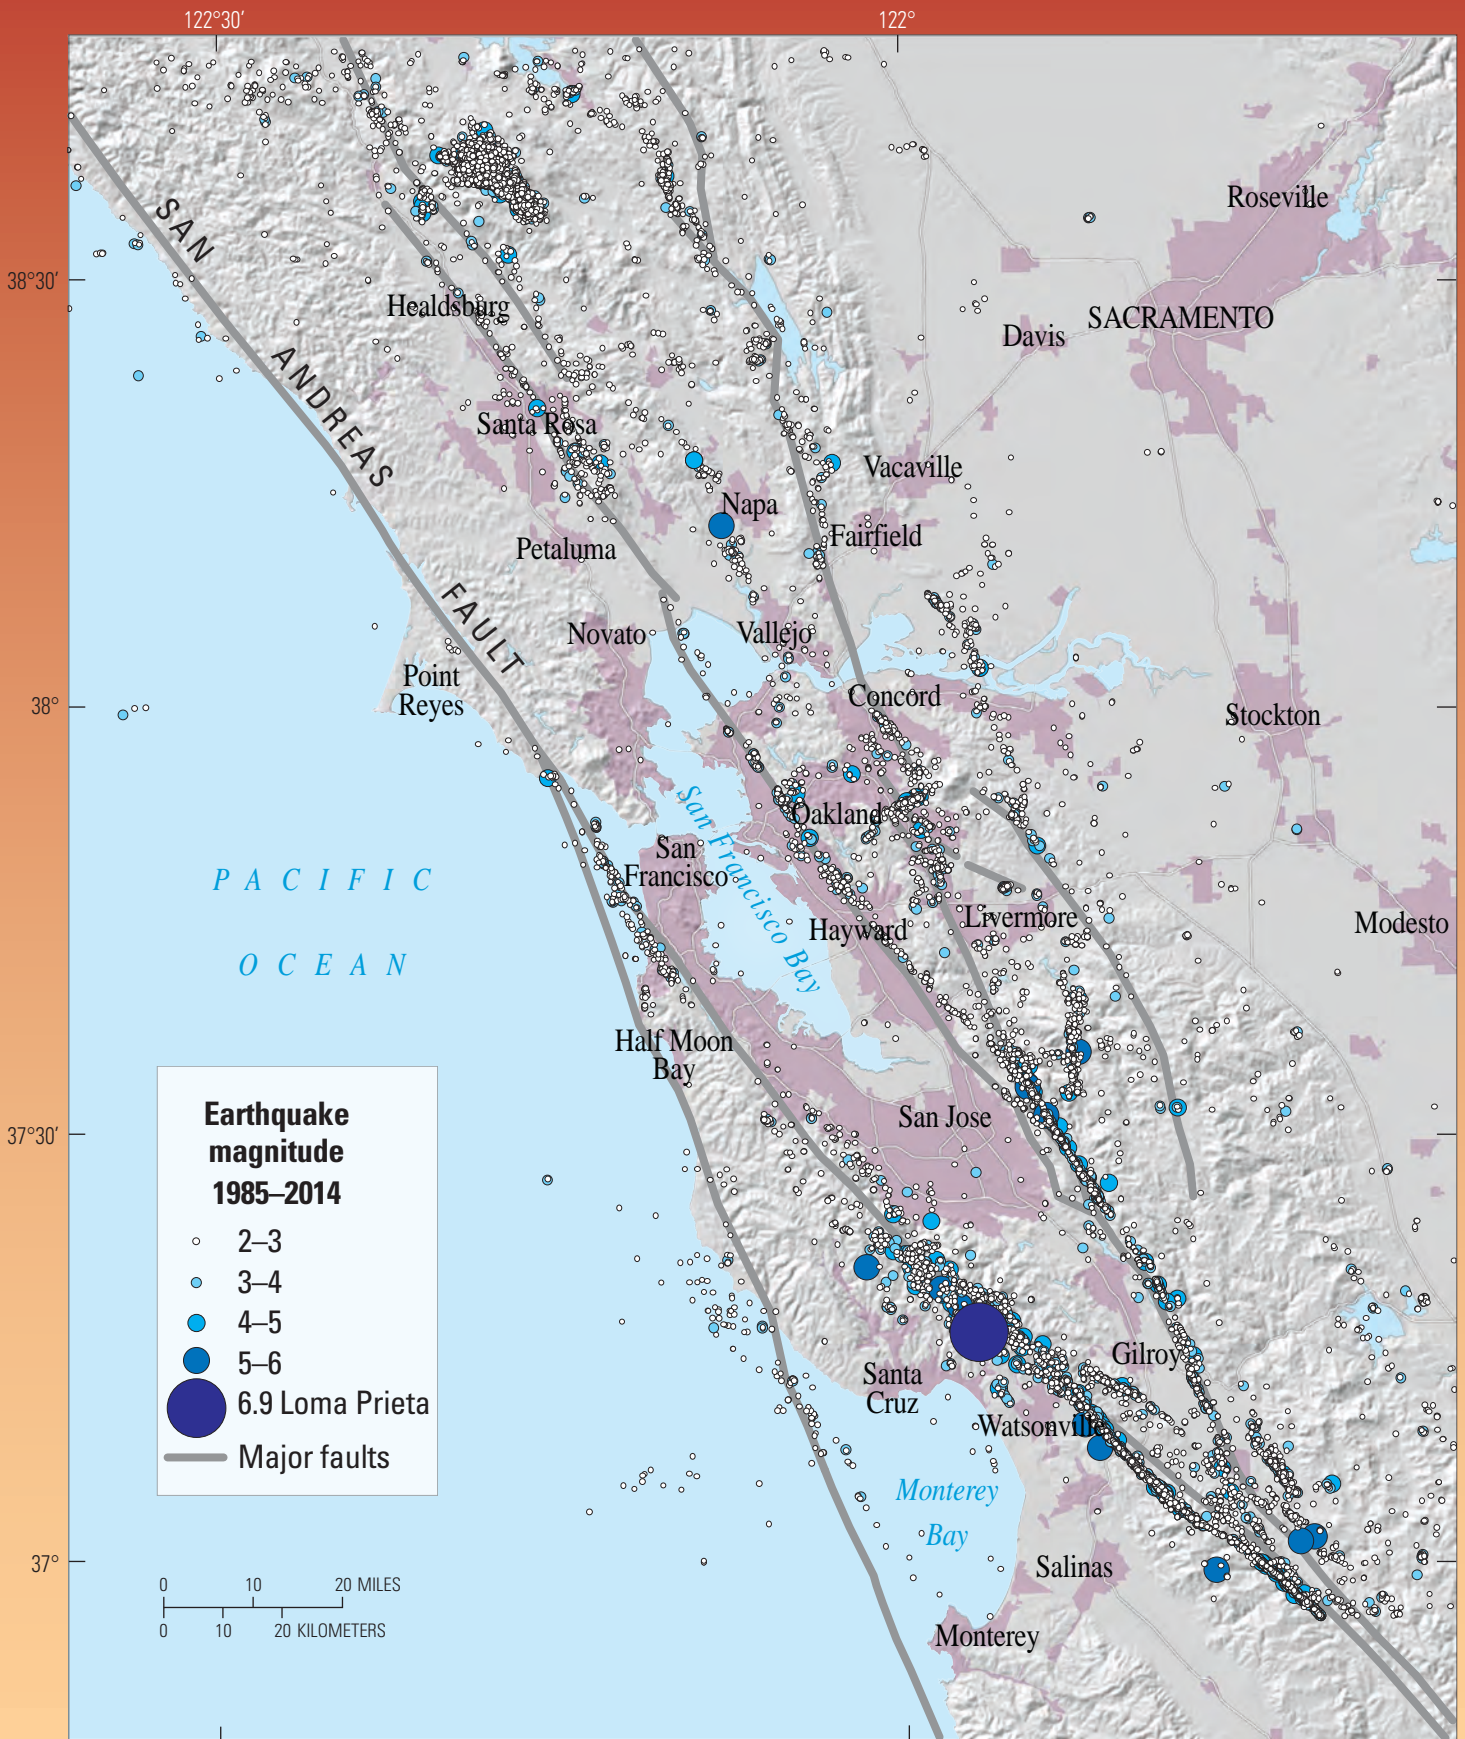 122°30′
122°
38°30′
38°
37°30′
37°
SAN
ANDREAS
FAULT
Roseville
SACRAMENTO
Davis
Healdsburg
Santa Rosa
Vacaville
Napa
Fairfield
Petaluma
Novato
Vallejo
Point
Reyes
Concord
Stockton
San Francisco Bay
Oakland
San
Francisco
PACIFIC
OCEAN
Hayward
Livermore
Modesto
Half Moon
Bay
San Jose
Gilroy
Santa
Cruz
Watsonville
Monterey
Bay
Salinas
Monterey
Earthquake
magnitude
1985–2014
2–3
3–4
4–5
5–6
6.9 Loma Prieta
Major faults
0 10 20 MILES
0 10 20 KILOMETERS